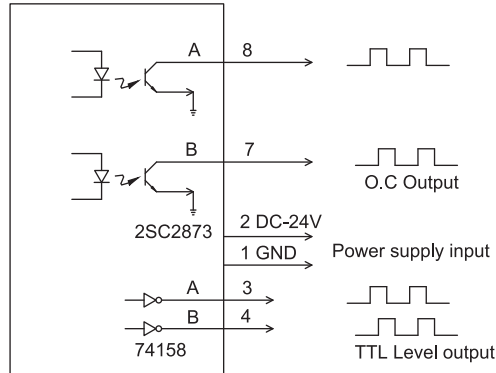 A 8
B 7
O.C Output
2SC2873
2 DC-24V
1 GND
Power supply input
A 3
B 4
74158
TTL Level output